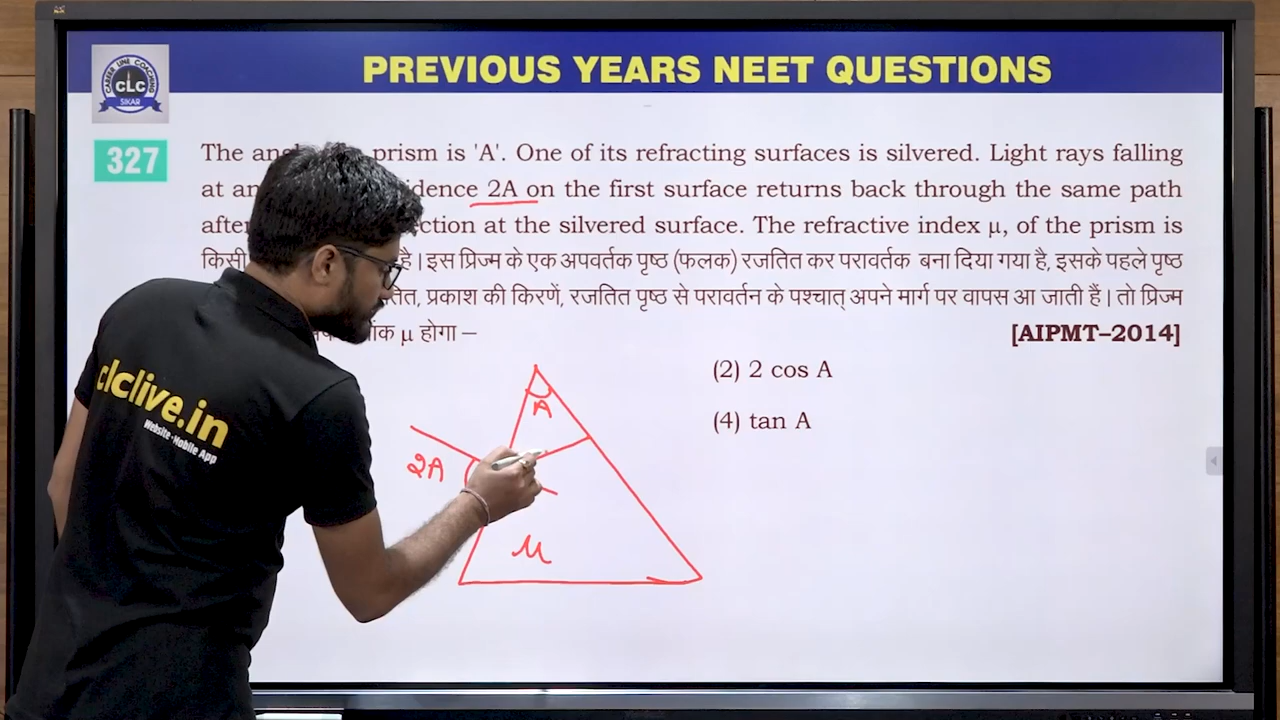 PREVIOUS YEARS NEET QUESTIONS
CAREER LINE COACHING
CLC
SIKAR
327
The prism is 'A'. One of its refracting surfaces is silvered. Light rays falling
at 2A on the first surface returns back through the same path
after at the silvered surface. The refractive index μ, of the prism is
किसी है। इस प्रिज्म के एक अपवर्तक पृष्ठ (फलक) रजतित कर परावर्तक बना दिया गया है, इसके पहले पृष्ठ
प्रकाश की किरणें, रजतित पृष्ठ से परावर्तन के पश्चात् अपने मार्ग पर वापस आ जाती हैं। तो प्रिज्म
μ होगा –
[AIPMT–2014]
(2) 2 cos A
(4) tan A
A
2A
μ
clclive.in
Website•Mobile App